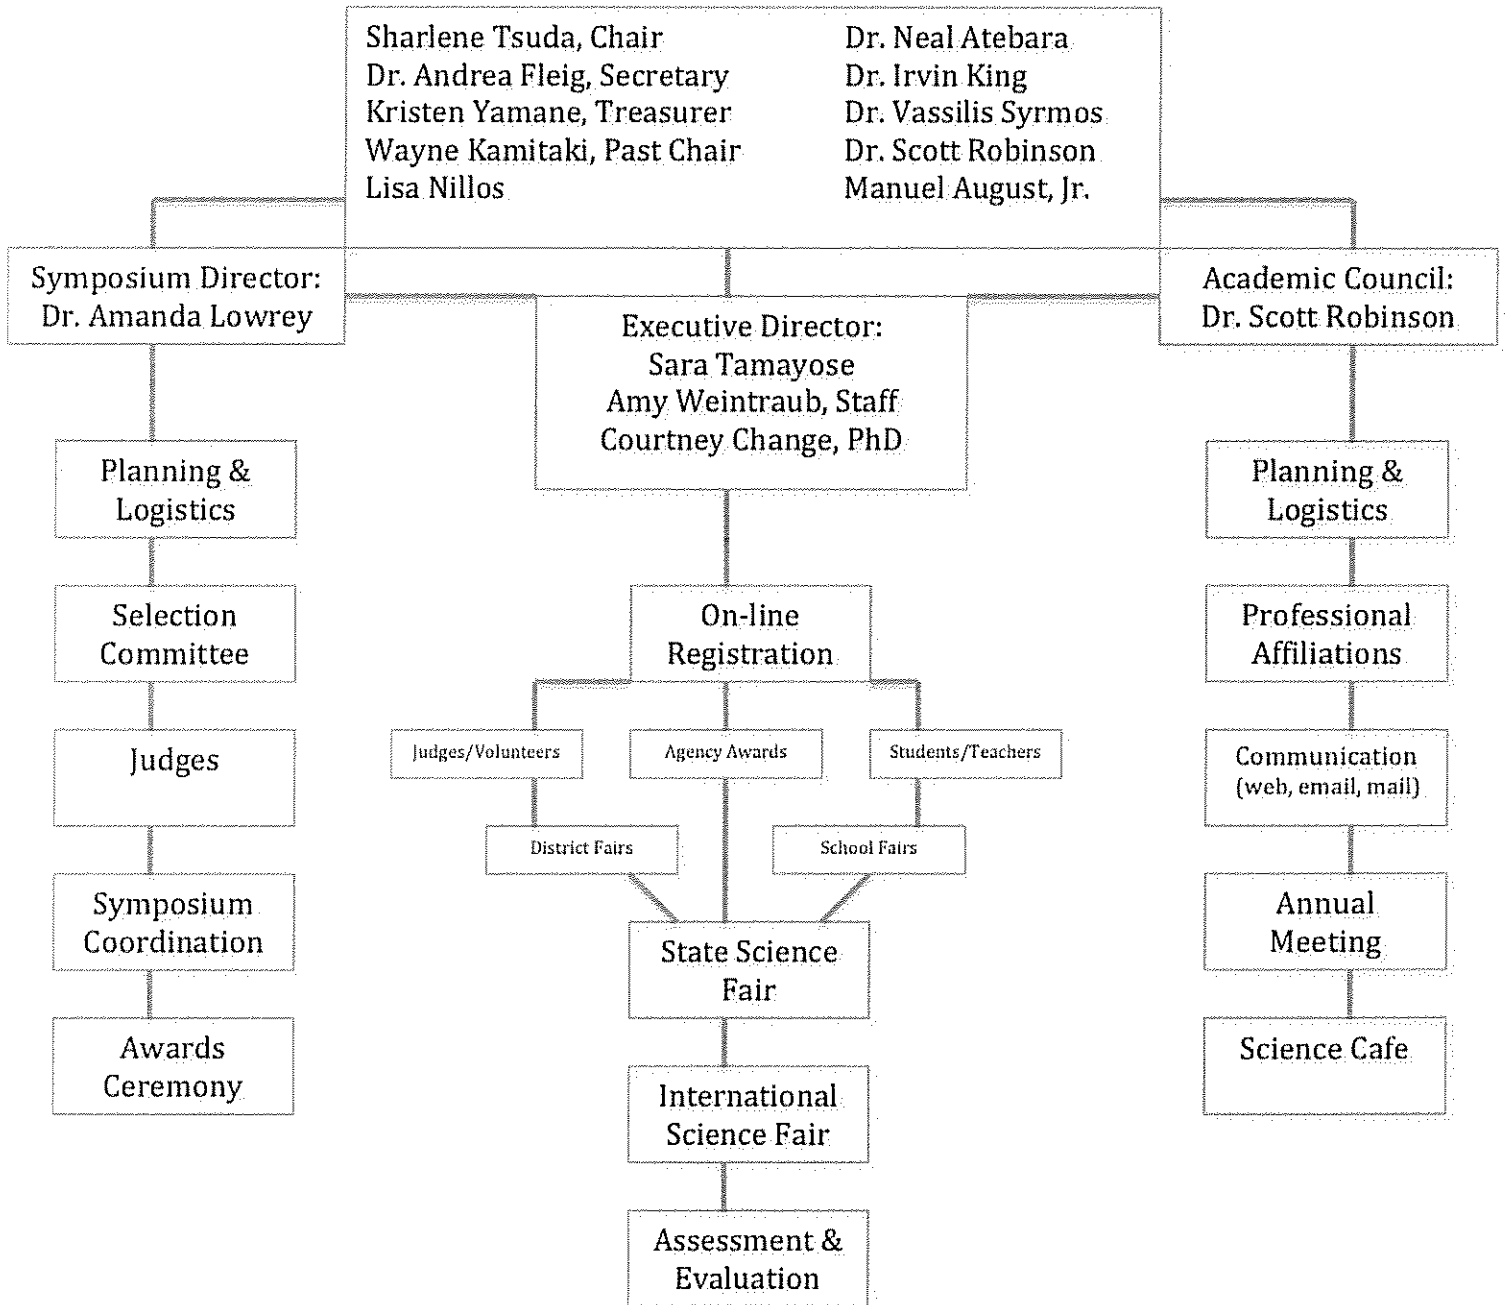 Sharlene Tsuda, Chair
Dr. Andrea Fleig, Secretary
Kristen Yamane, Treasurer
Wayne Kamitaki, Past Chair
Lisa Nillos
Dr. Neal Atebara
Dr. Irvin King
Dr. Vassilis Syrmos
Dr. Scott Robinson
Manuel August, Jr.
Symposium Director:
Dr. Amanda Lowrey
Executive Director:
Sara Tamayose
Amy Weintraub, Staff
Courtney Change, PhD
Academic Council:
Dr. Scott Robinson
Planning &
Logistics
Selection
Committee
Judges
Symposium
Coordination
Awards
Ceremony
On-line
Registration
Judges/Volunteers
Agency Awards
Students/Teachers
District Fairs
School Fairs
State Science
Fair
International
Science Fair
Assessment &
Evaluation
Planning &
Logistics
Professional
Affiliations
Communication
(web, email, mail)
Annual
Meeting
Science Cafe